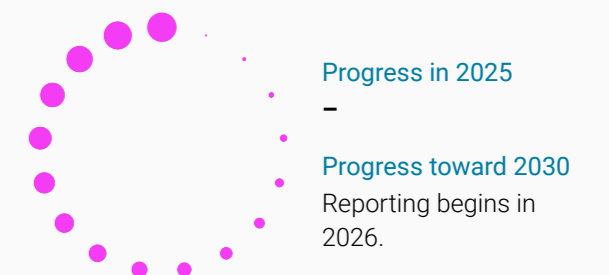 Progress in 2025
–
Progress toward 2030
Reporting begins in
2026.